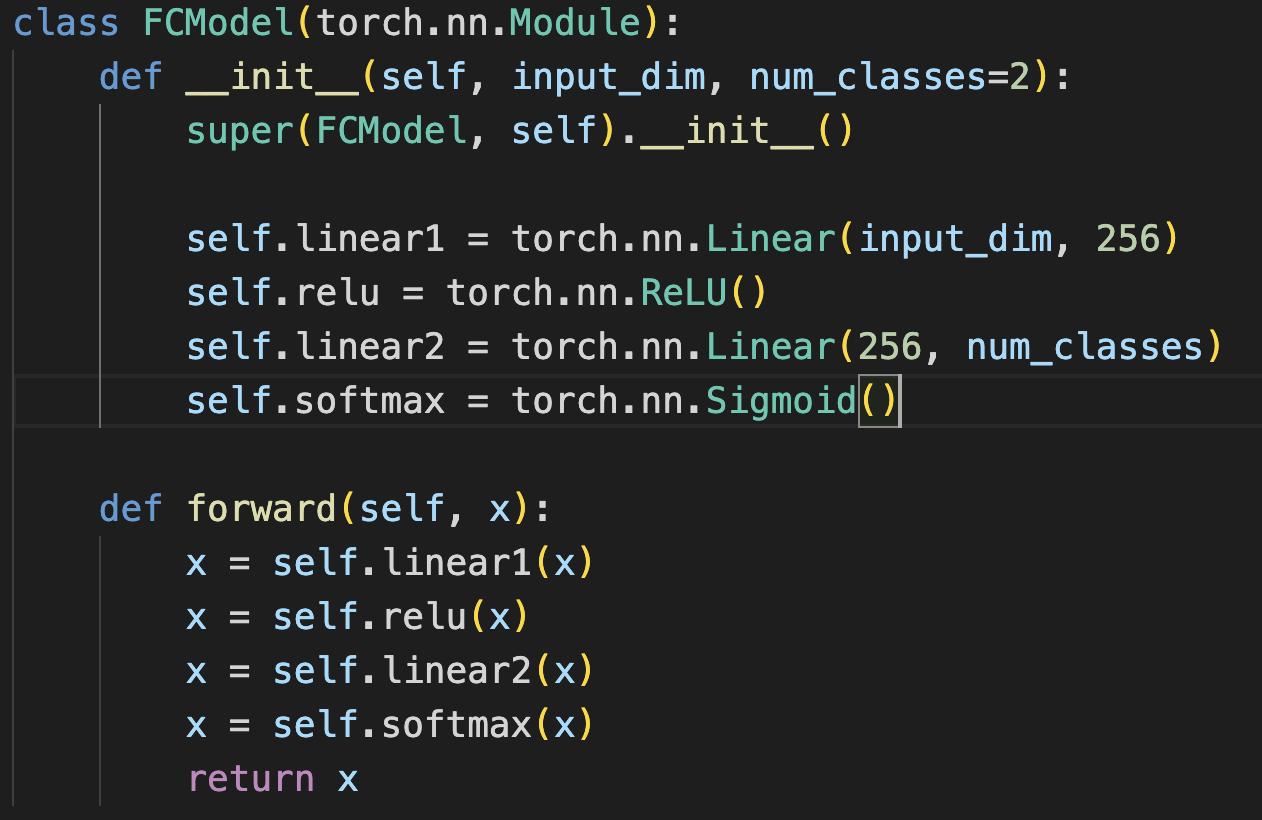 class FCModel(torch.nn.Module):
    def __init__(self, input_dim, num_classes=2):
        super(FCModel, self).__init__()

        self.linear1 = torch.nn.Linear(input_dim, 256)
        self.relu = torch.nn.ReLU()
        self.linear2 = torch.nn.Linear(256, num_classes)
        self.softmax = torch.nn.Sigmoid()

    def forward(self, x):
        x = self.linear1(x)
        x = self.relu(x)
        x = self.linear2(x)
        x = self.softmax(x)
        return x